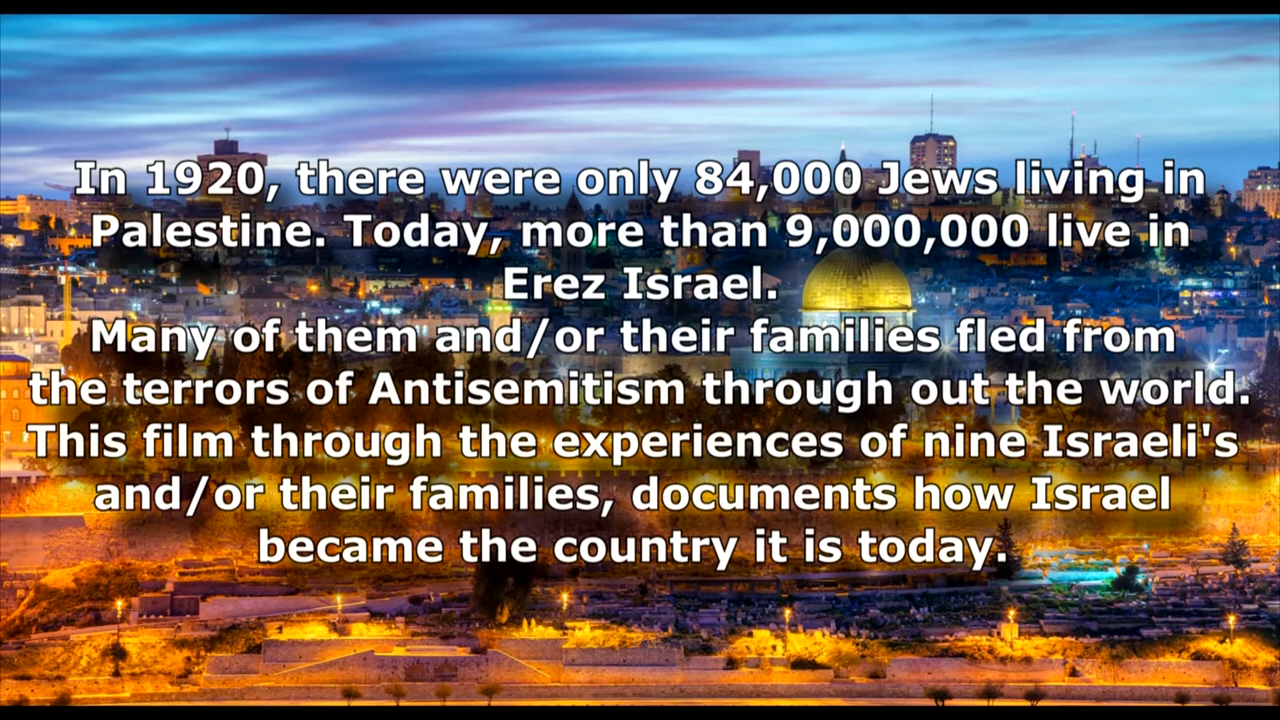 In 1920, there were only 84,000 Jews living in
Palestine. Today, more than 9,000,000 live in
Erez Israel.
Many of them and/or their families fled from
the terrors of Antisemitism through out the world.
This film through the experiences of nine Israeli's
and/or their families, documents how Israel
became the country it is today.